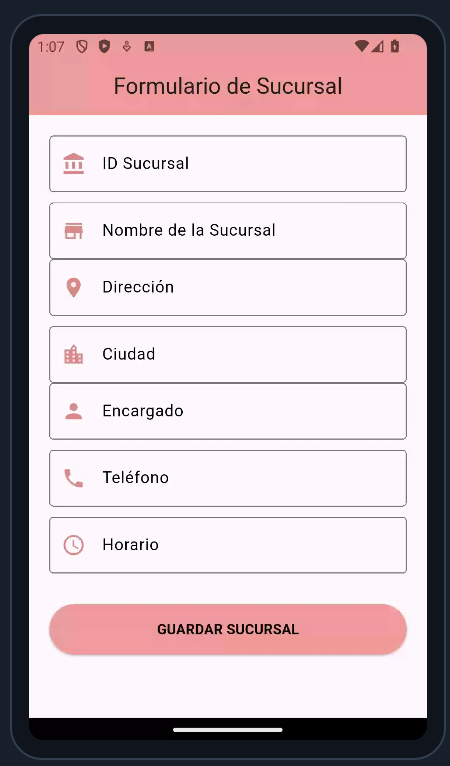 1:07
Formulario de Sucursal
ID Sucursal
Nombre de la Sucursal
Dirección
Ciudad
Encargado
Teléfono
Horario
GUARDAR SUCURSAL